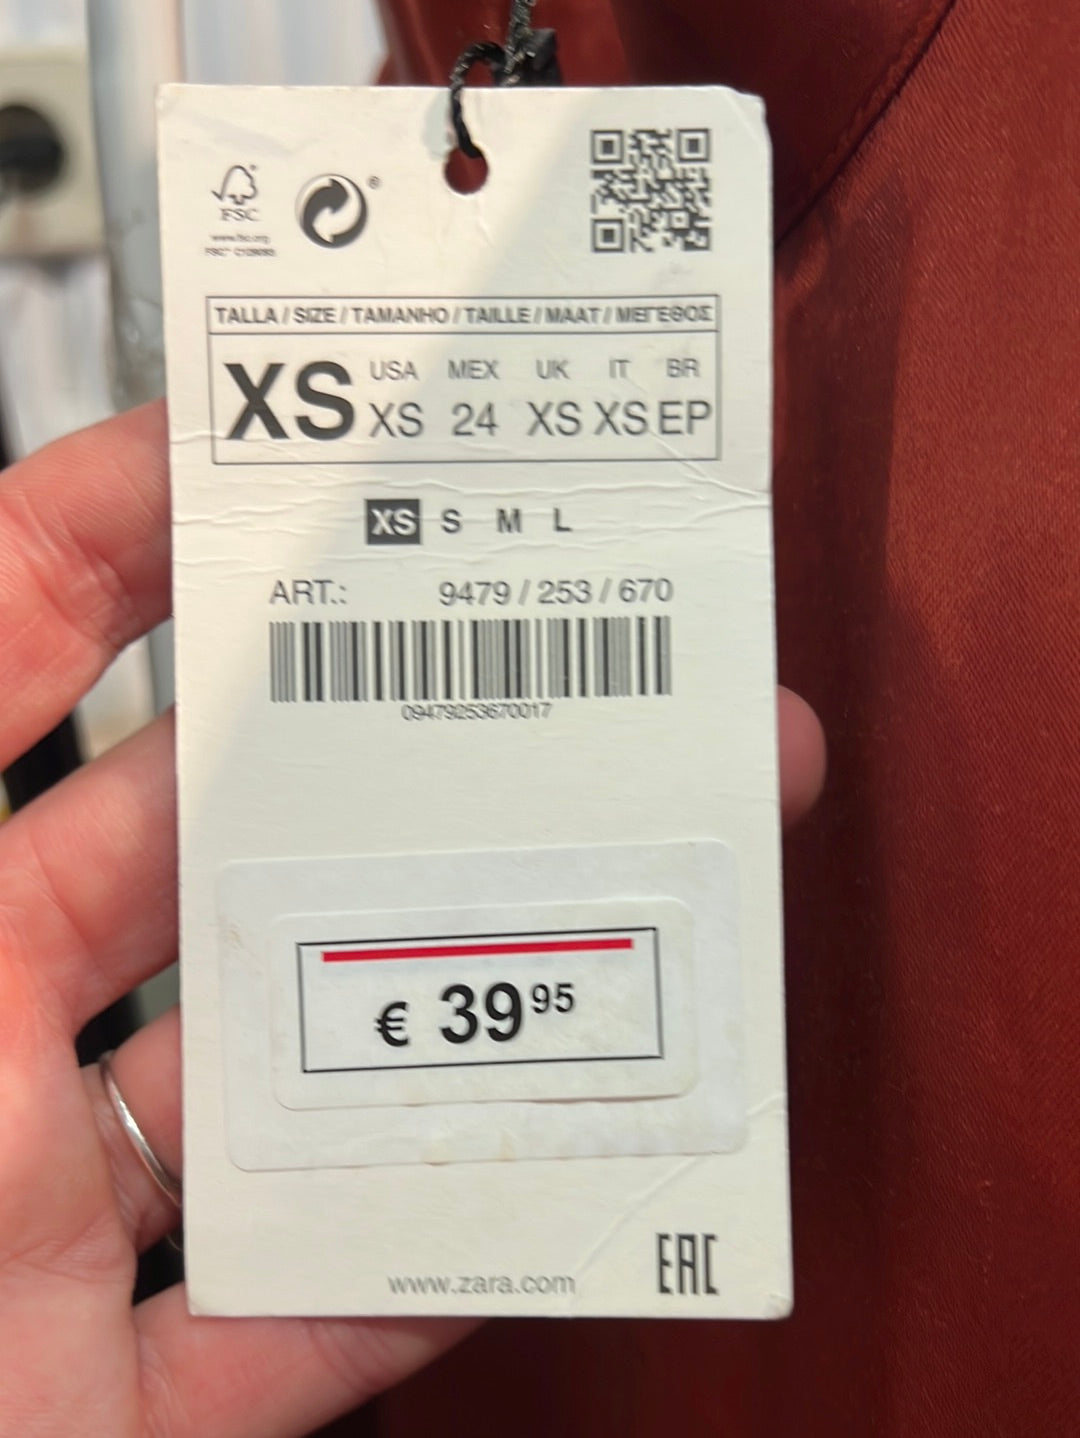 FSC
www.fsc.org
®
TALLA / SIZE / TAMANHO / TAILLE / MAAT / ΜΕΓΕΘΟΣ
XS
USA MEX UK IT BR
XS 24 XS XS EP
XS S M L
ART.: 9479 / 253 / 670
09479253670017
€ 39 95
EAC
www.zara.com